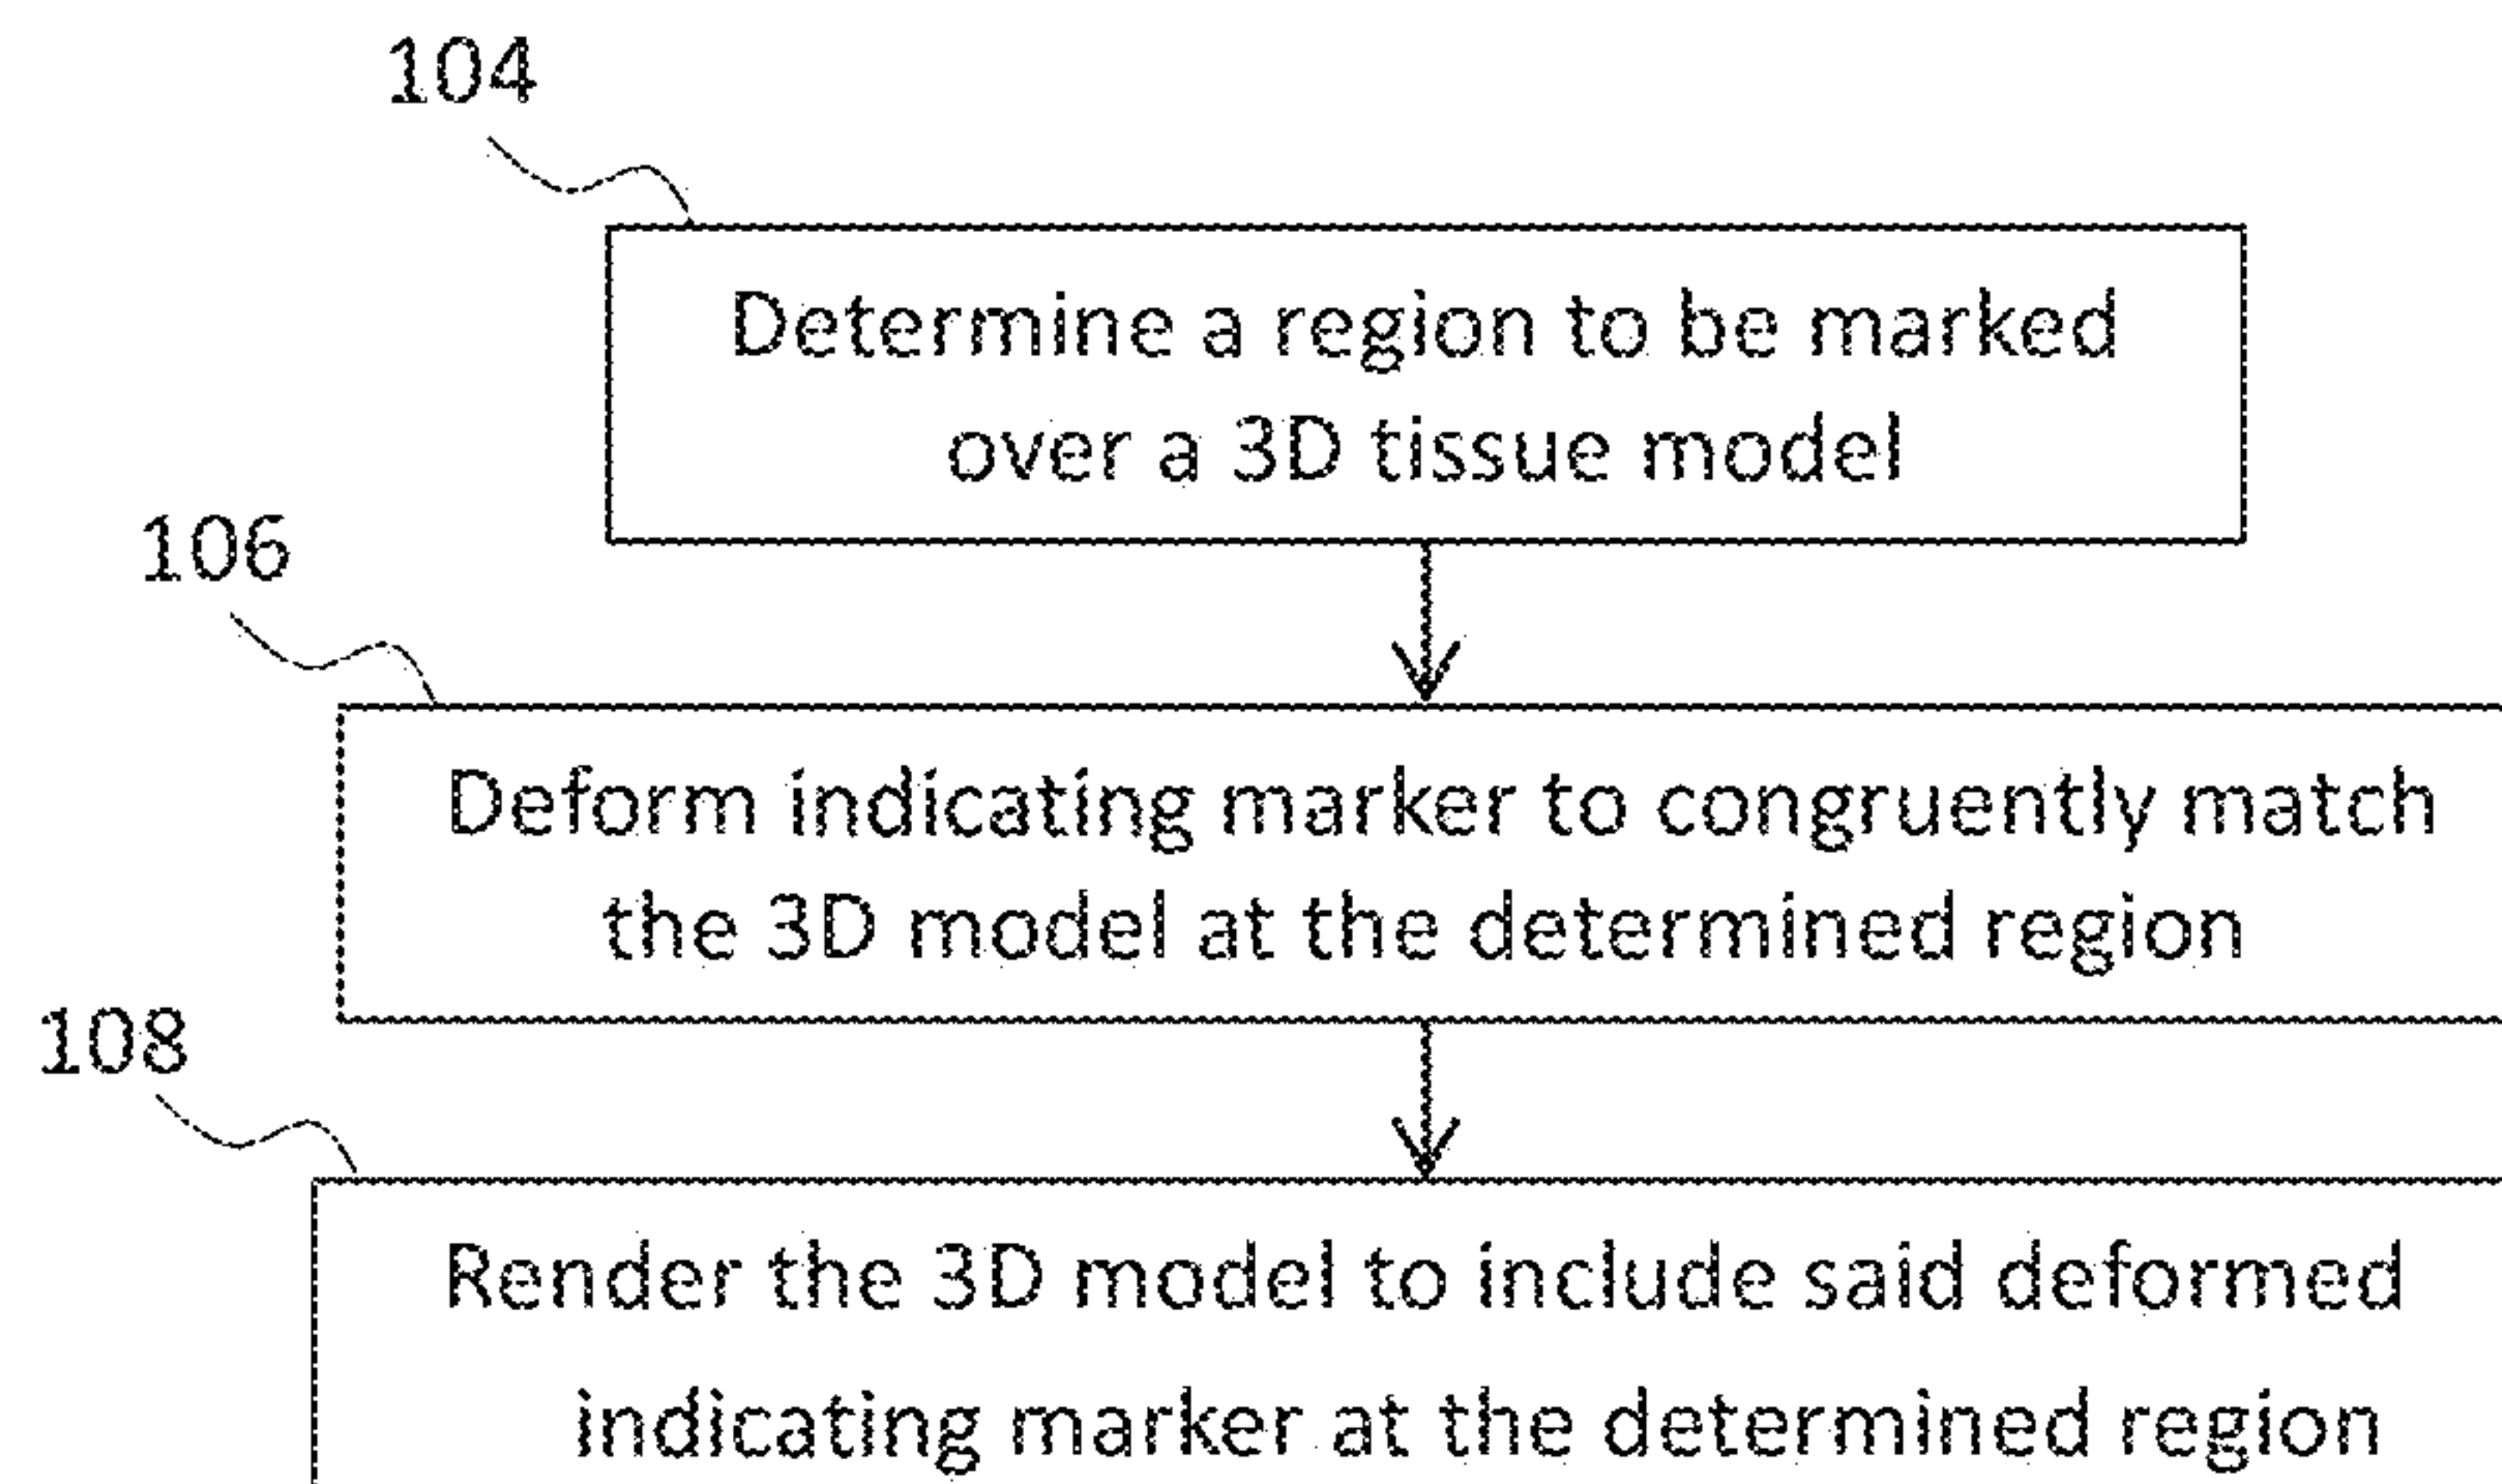 104
Determine a region to be marked
over a 3D tissue model
106
Deform indicating marker to congruently match
the 3D model at the determined region
108
Render the 3D model to include said deformed
indicating marker at the determined region